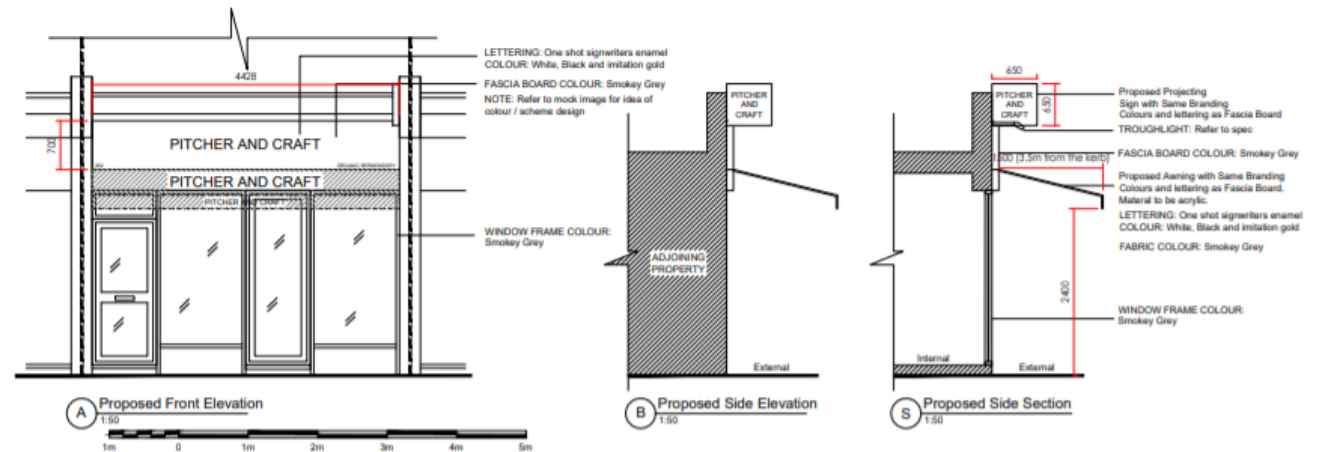 4428
LETTERING: One shot signwriters enamel
COLOUR: White, Black and imitation gold
FASCIA BOARD COLOUR: Smokey Grey
NOTE: Refer to mock image for idea of
colour / scheme design
700
PITCHER AND CRAFT
ORGANIC BERMONDSEY
PITCHER AND CRAFT
PITCHER AND CRAFT
WINDOW FRAME COLOUR:
Smokey Grey
A
Proposed Front Elevation
1:50
1m
0
1m
2m
3m
4m
5m
PITCHER
AND
CRAFT
ADJOINING
PROPERTY
External
B
Proposed Side Elevation
1:50
650
650
PITCHER
AND
CRAFT
Proposed Projecting
Sign with Same Branding
Colours and lettering as Fascia Board
TROUGHLIGHT: Refer to spec
FASCIA BOARD COLOUR: Smokey Grey
(3.5m from the kerb)
Proposed Awning with Same Branding
Colours and lettering as Fascia Board.
Materal to be acrylic.
LETTERING: One shot signwriters enamel
COLOUR: White, Black and imitation gold
FABRIC COLOUR: Smokey Grey
2400
WINDOW FRAME COLOUR:
Smokey Grey
Internal
External
S
Proposed Side Section
1:50